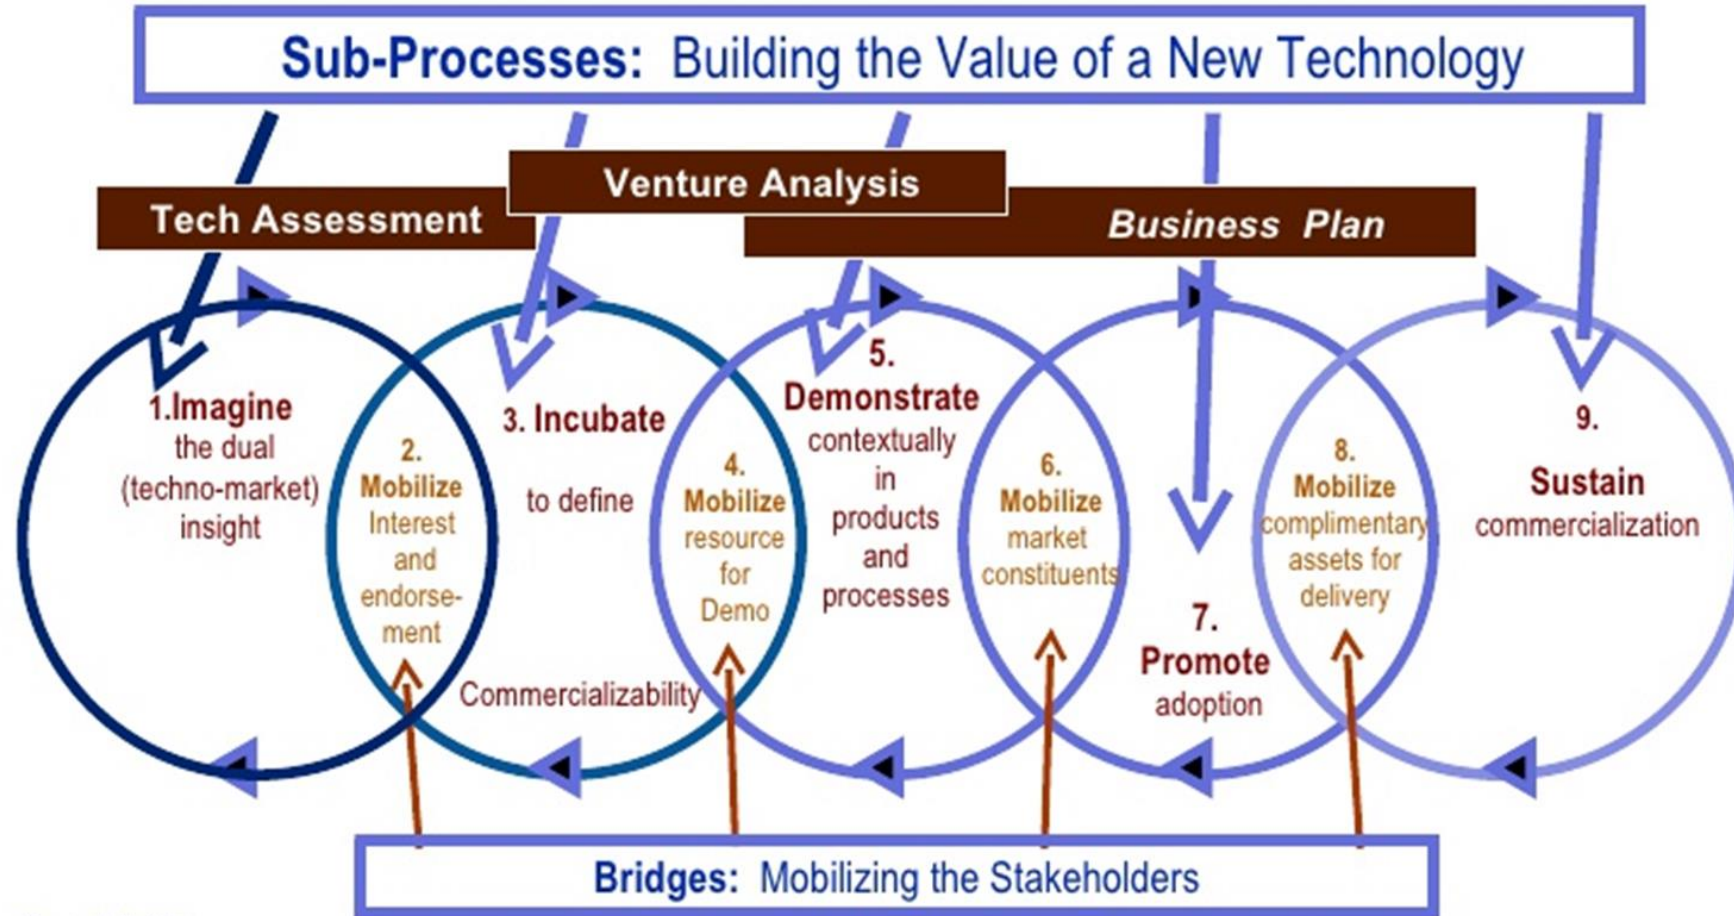 Sub-Processes: Building the Value of a New Technology
Venture Analysis
Tech Assessment
Business Plan
1.Imagine
the dual
(techno-market)
insight
2.
Mobilize
Interest
and
endorse-
ment
3. Incubate
to define
Commercializability
4.
Mobilize
resource
for
Demo
5.
Demonstrate
contextually
in
products
and
processes
6.
Mobilize
market
constituents
7.
Promote
adoption
8.
Mobilize
complimentary
assets for
delivery
9.
Sustain
commercialization
Bridges: Mobilizing the Stakeholders